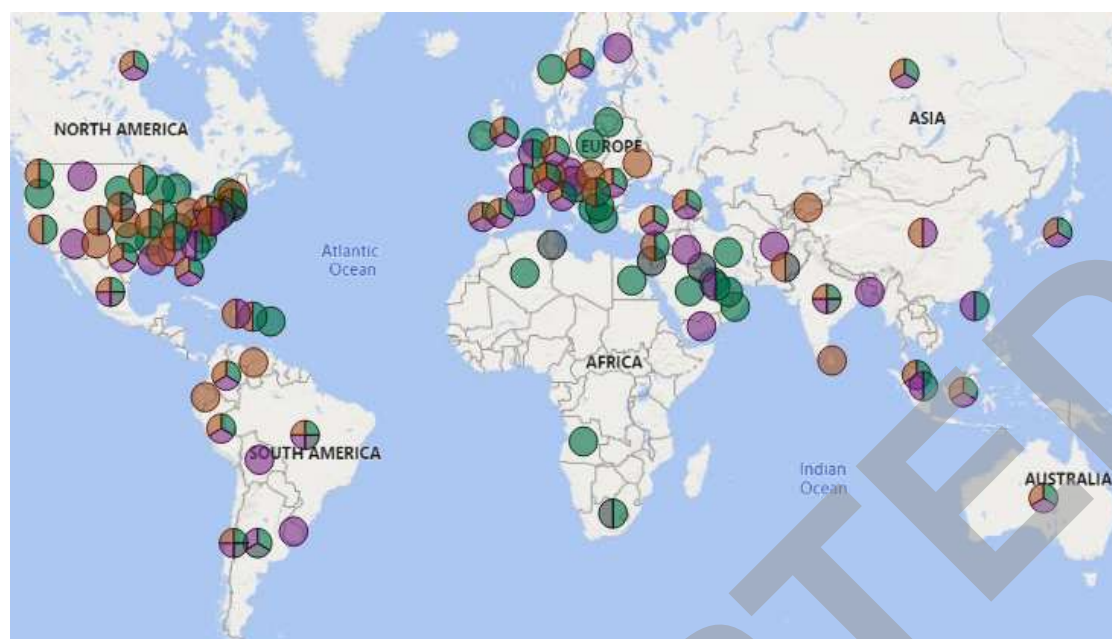 NORTH AMERICA
ASIA
EUROPE
Atlantic
Ocean
AFRICA
SOUTH AMERICA
Indian
Ocean
AUSTRALIA